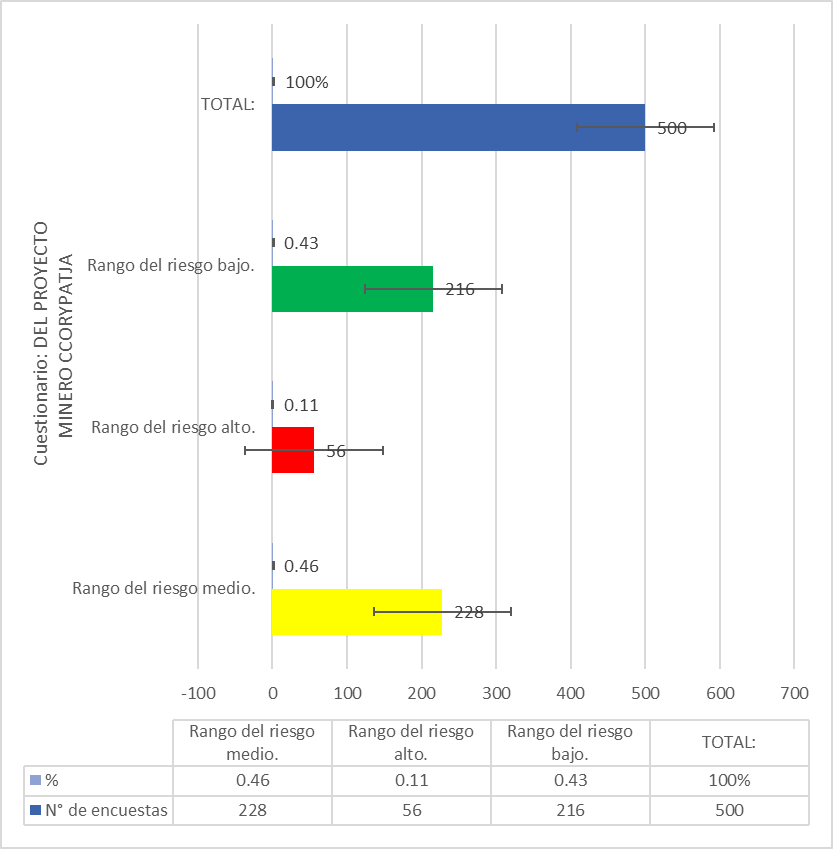 Cuestionario: DEL PROYECTO
MINERO CCORYPATJA
TOTAL:
100%
500
Rango del riesgo bajo.
0.43
216
Rango del riesgo alto.
0.11
56
Rango del riesgo medio.
0.46
228
-100 0 100 200 300 400 500 600 700
Rango del riesgo
medio.
Rango del riesgo
alto.
Rango del riesgo
bajo.
TOTAL:
% 0.46 0.11 0.43 100%
N° de encuestas 228 56 216 500